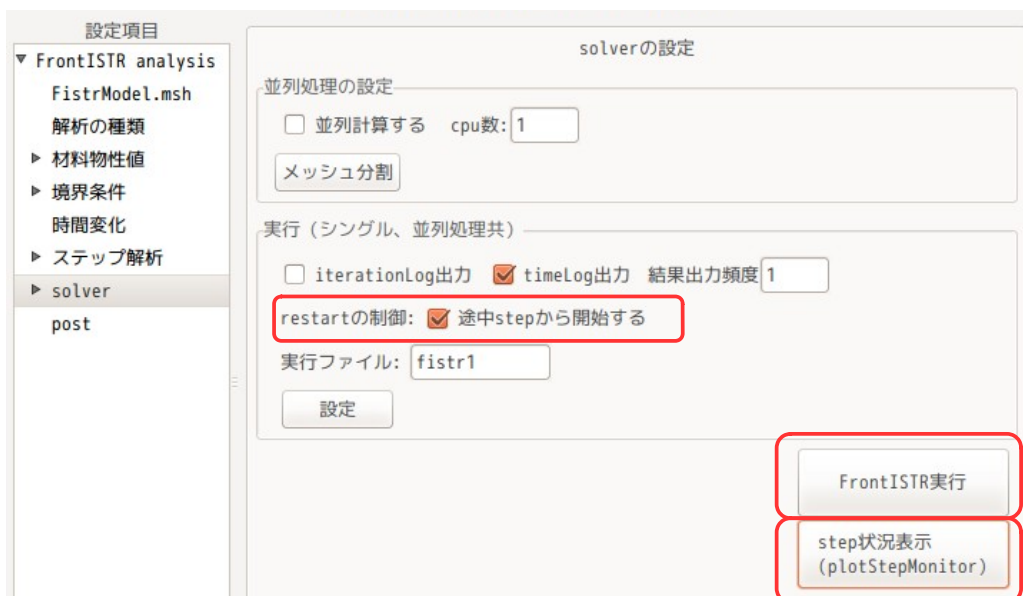 設定項目
FrontISTR analysis
FistrModel.msh
解析の種類
材料物性値
境界条件
時間変化
ステップ解析
solver
post
solverの設定
並列処理の設定
並列計算する cpu数: 1
メッシュ分割
実行（シングル、並列処理共）
iterationLog出力 timeLog出力 結果出力頻度 1
restartの制御: 途中stepから開始する
実行ファイル: fistr1
設定
FrontISTR実行
step状況表示
(plotStepMonitor)